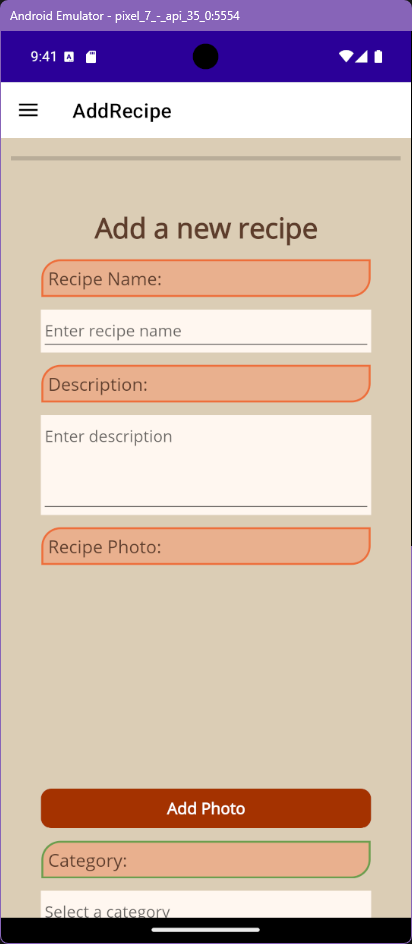 Android Emulator - pixel_7_-_api_35_0:5554
9:41
AddRecipe
Add a new recipe
Recipe Name:
Enter recipe name
Description:
Enter description
Recipe Photo:
Add Photo
Category:
Select a category